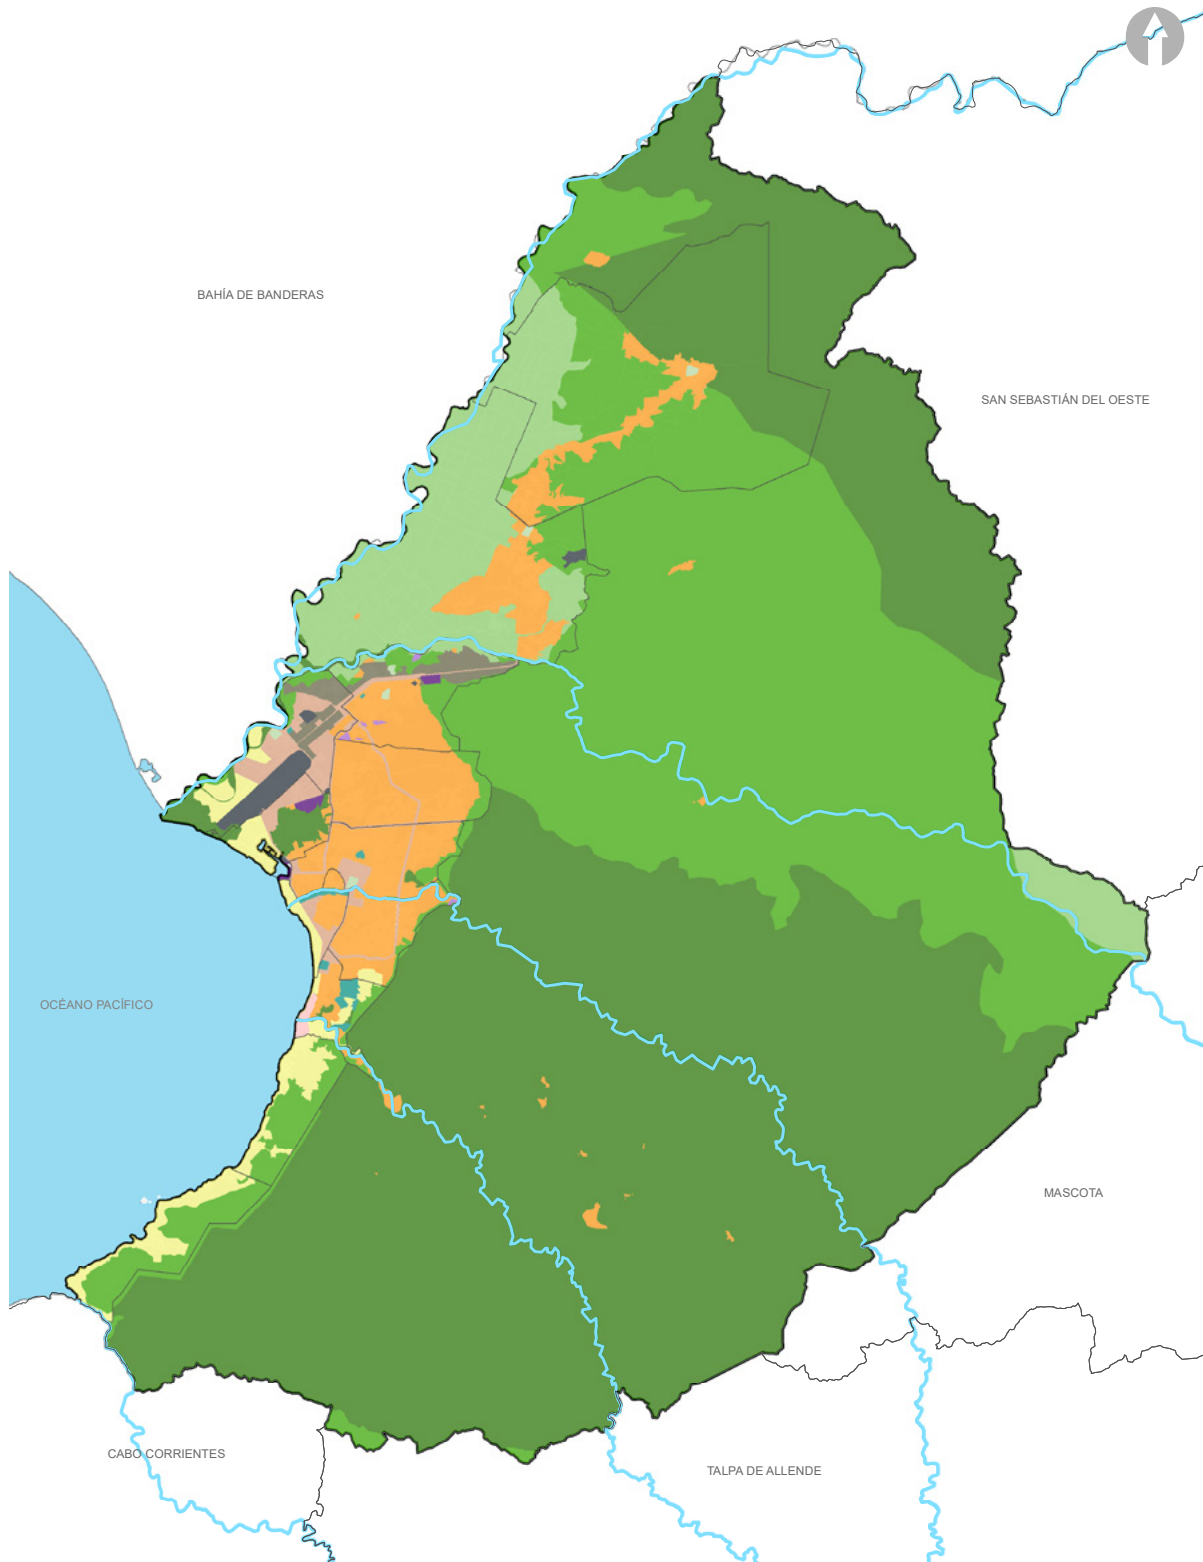 BAHÍA DE BANDERAS
SAN SEBASTIÁN DEL OESTE
OCÉANO PACÍFICO
MASCOTA
CABO CORRIENTES
TALPA DE ALLENDE